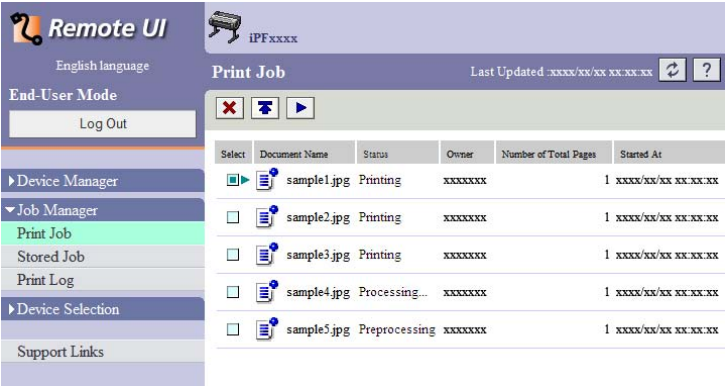 Remote UI
iPFxxxx
English language
Print Job
Last Updated :xxxx/xx/xx xx:xx:xx
?
End-User Mode
Log Out
Select Document Name Status Owner Number of Total Pages Started At
Device Manager
sample1.jpg Printing xxxxxxx 1 xxxx/xx/xx xx:xx:xx
Job Manager
Print Job
sample2.jpg Printing xxxxxxx 1 xxxx/xx/xx xx:xx:xx
Stored Job
sample3.jpg Printing xxxxxxx 1 xxxx/xx/xx xx:xx:xx
Print Log
sample4.jpg Processing... xxxxxxx 1 xxxx/xx/xx xx:xx:xx
Device Selection
sample5.jpg Preprocessing xxxxxxx 1 xxxx/xx/xx xx:xx:xx
Support Links